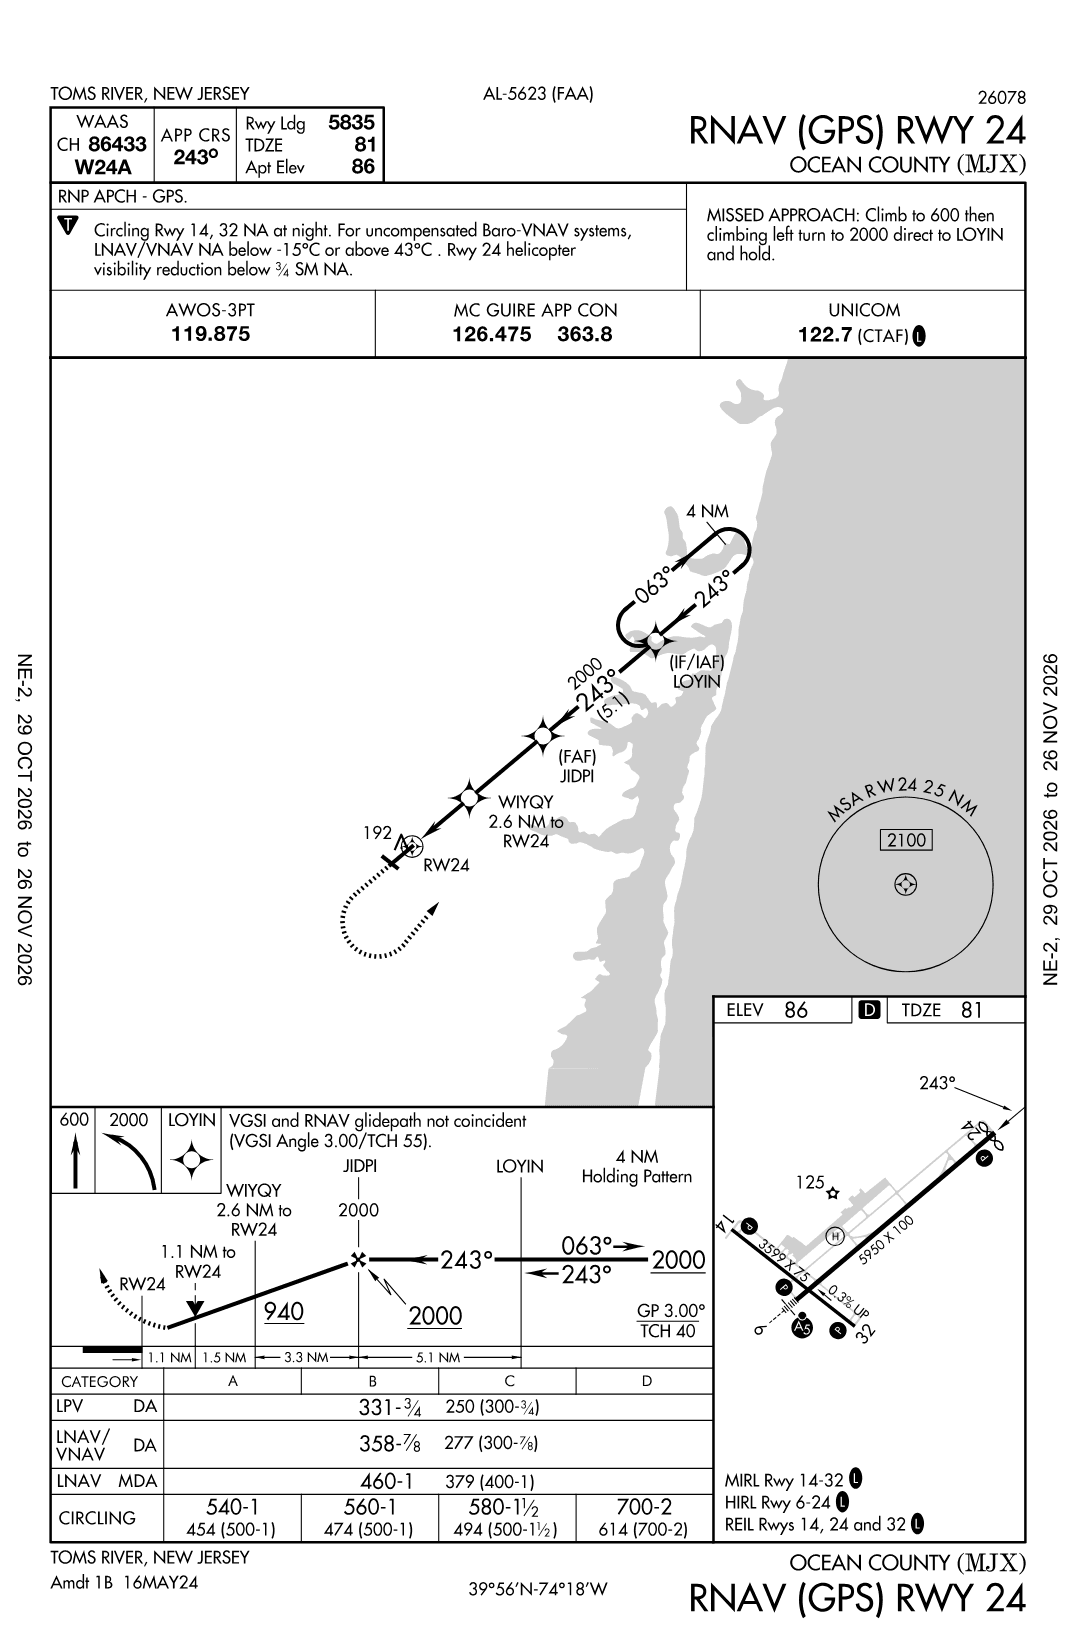 TOMS RIVER, NEW JERSEY
AL-5623 (FAA)
26078
WAAS
CH 86433
W24A
APP CRS
243°
Rwy Ldg 5835
TDZE 81
Apt Elev 86
RNAV (GPS) RWY 24
OCEAN COUNTY (MJX)
RNP APCH - GPS.
T
Circling Rwy 14, 32 NA at night. For uncompensated Baro-VNAV systems,
LNAV/VNAV NA below -15°C or above 43°C . Rwy 24 helicopter
visibility reduction below ¾ SM NA.
MISSED APPROACH: Climb to 600 then
climbing left turn to 2000 direct to LOYIN
and hold.
AWOS-3PT
119.875
MC GUIRE APP CON
126.475 363.8
UNICOM
122.7 (CTAF) L
4 NM
063°
243°
(IF/IAF)
LOYIN
2000
243°
(5.1)
(FAF)
JIDPI
WIYQY
2.6 NM to
RW24
192
RW24
MSA RW24 25 NM
2100
NE-2, 29 OCT 2026 to 26 NOV 2026
NE-2, 29 OCT 2026 to 26 NOV 2026
ELEV 86
D
TDZE 81
243°
24
P
125
14
P
H
3599 X 75
5950 X 100
P
0.3% UP
6
A5
P
32
MIRL Rwy 14-32 L
HIRL Rwy 6-24 L
REIL Rwys 14, 24 and 32 L
600
2000
LOYIN
VGSI and RNAV glidepath not coincident
(VGSI Angle 3.00/TCH 55).
JIDPI
LOYIN
4 NM
Holding Pattern
WIYQY
2.6 NM to
RW24
2000
1.1 NM to
RW24
RW24
243°
063°
243°
2000
940
2000
GP 3.00°
TCH 40
1.1 NM
1.5 NM
3.3 NM
5.1 NM
CATEGORY A B C D
LPV DA 331-¾ 250 (300-¾)
LNAV/
VNAV DA 358-⅞ 277 (300-⅞)
LNAV MDA 460-1 379 (400-1)
CIRCLING
540-1 560-1 580-1½ 700-2
454 (500-1) 474 (500-1) 494 (500-1½) 614 (700-2)
TOMS RIVER, NEW JERSEY
Amdt 1B 16MAY24
39°56'N-74°18'W
OCEAN COUNTY (MJX)
RNAV (GPS) RWY 24